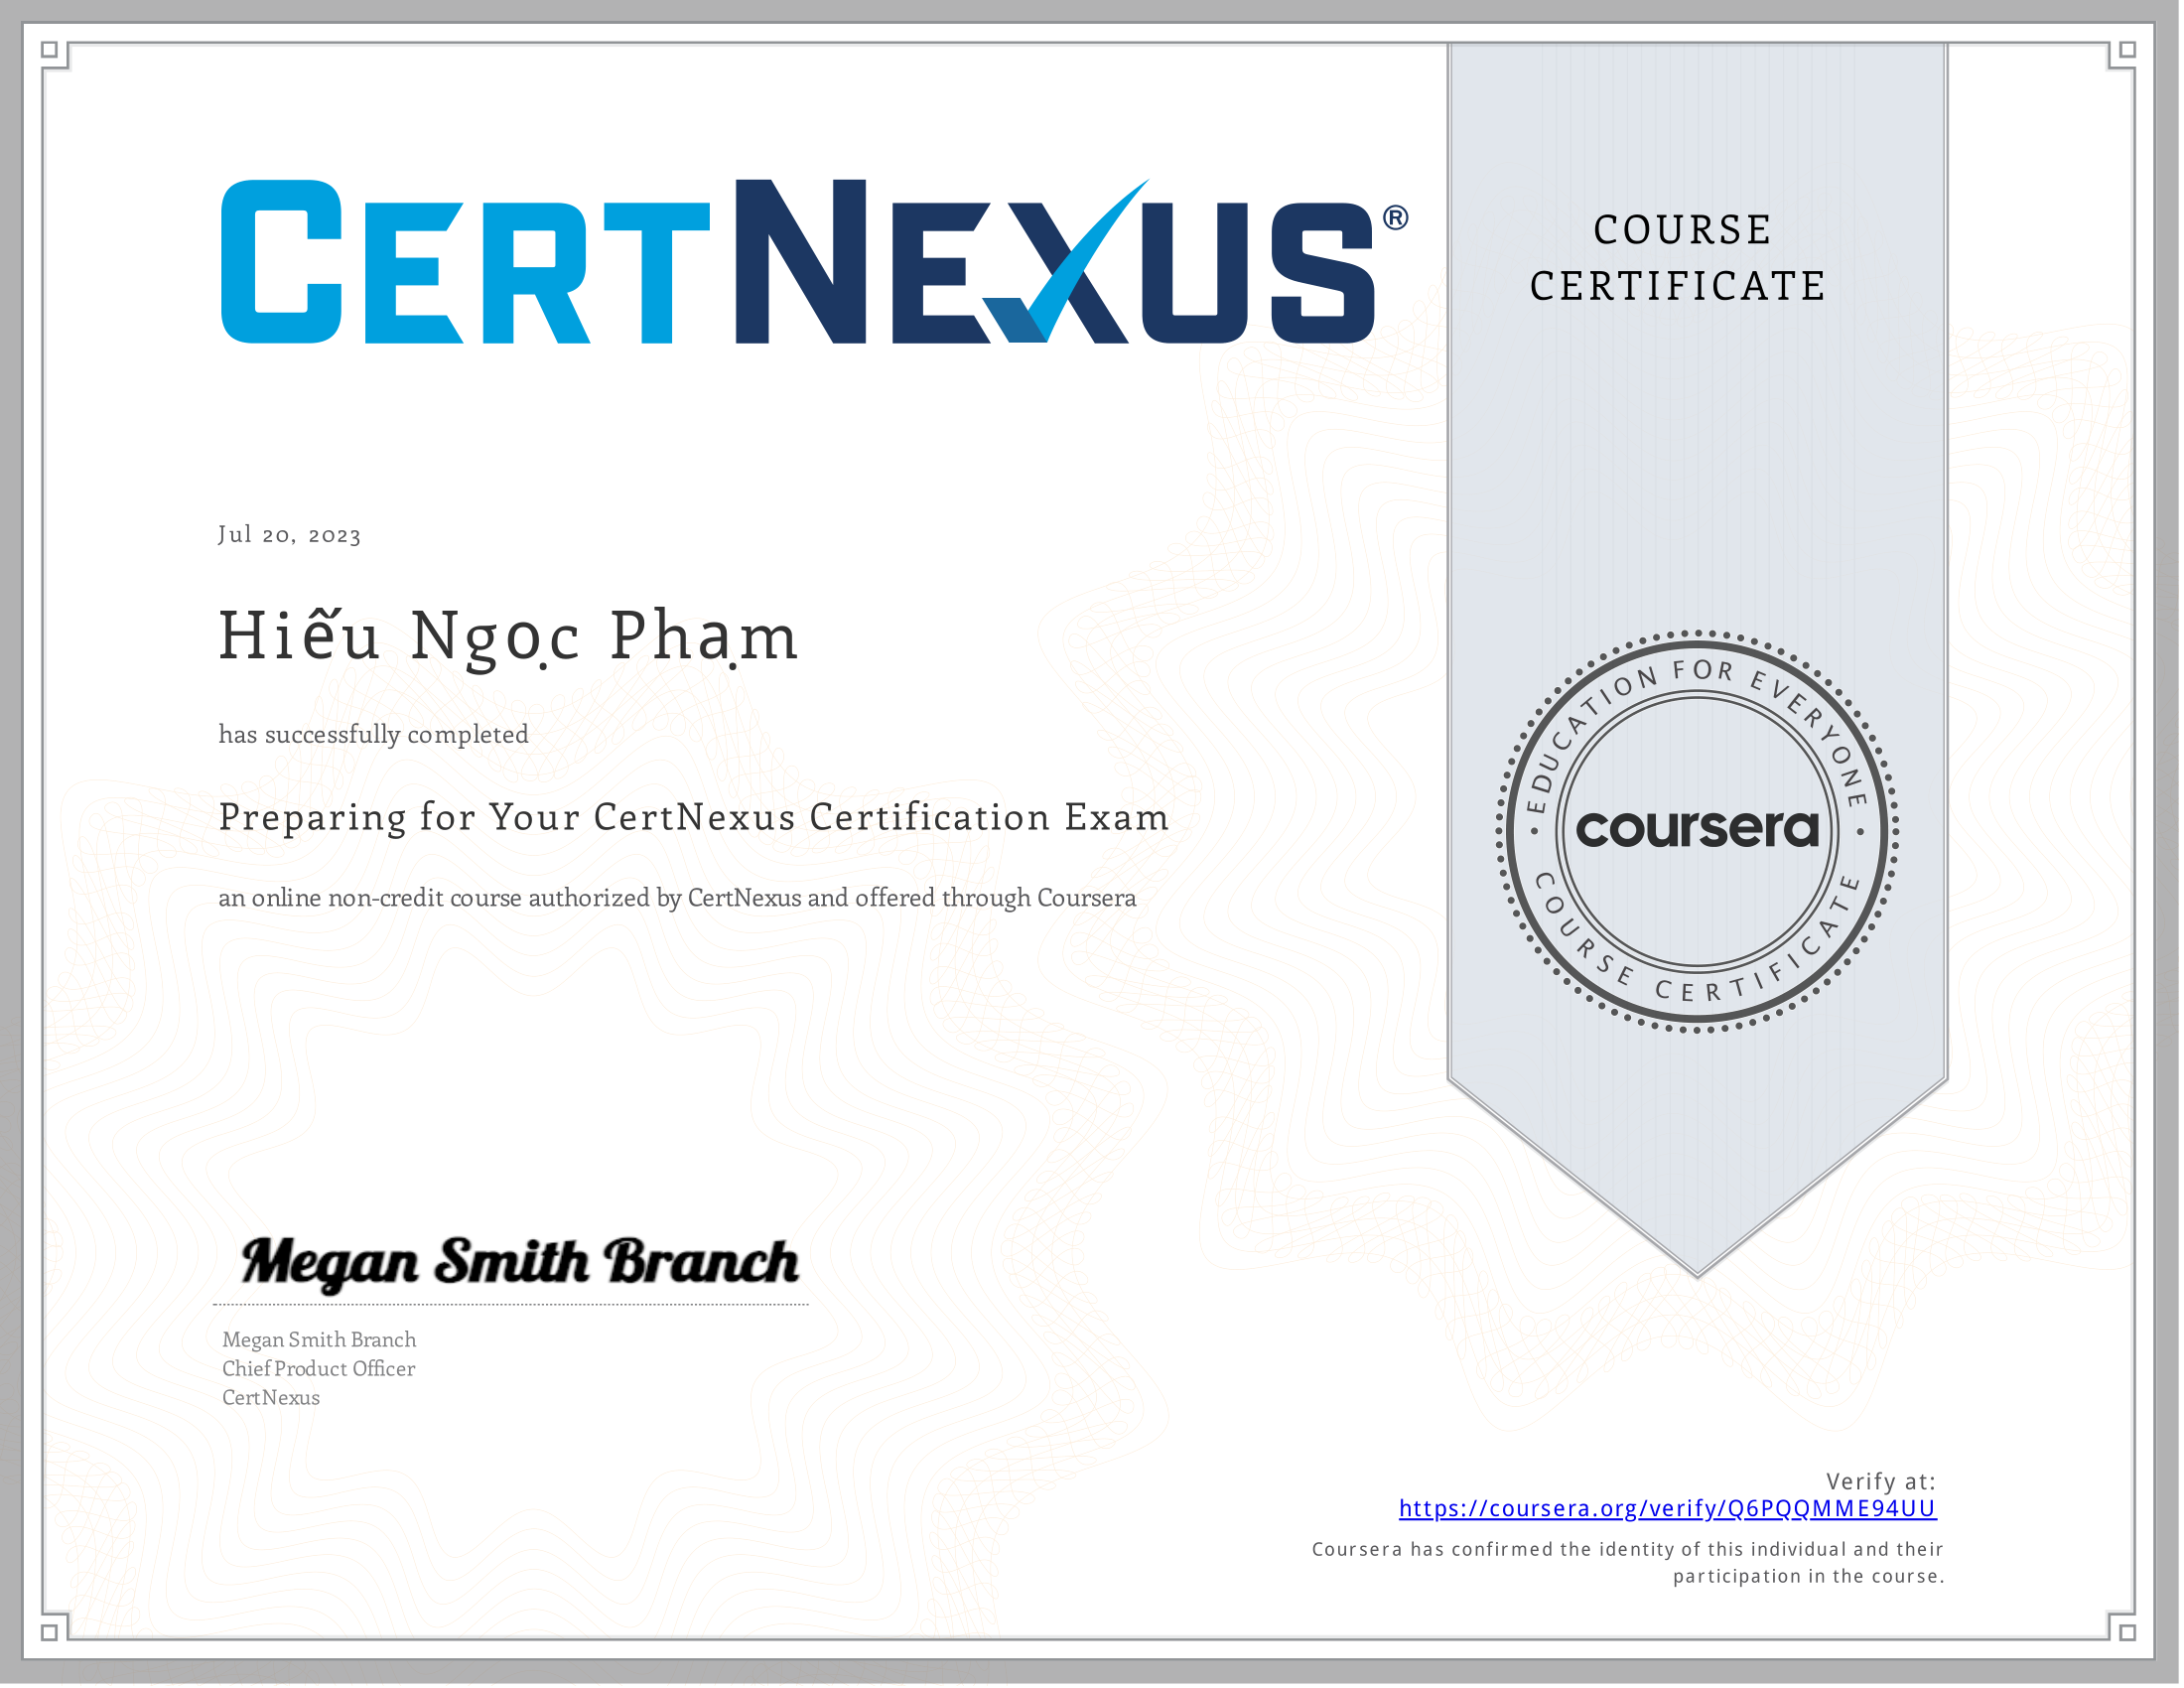 CERTNEXUS®
COURSE
CERTIFICATE
Jul 20, 2023
Hiếu Ngọc Phạm
has successfully completed
Preparing for Your CertNexus Certification Exam
an online non-credit course authorized by CertNexus and offered through Coursera
EDUCATION FOR EVERYONE
coursera
COURSE CERTIFICATE
Megan Smith Branch
Megan Smith Branch
Chief Product Officer
CertNexus
Verify at:
https://coursera.org/verify/Q6PQQMME94UU
Coursera has confirmed the identity of this individual and their
participation in the course.